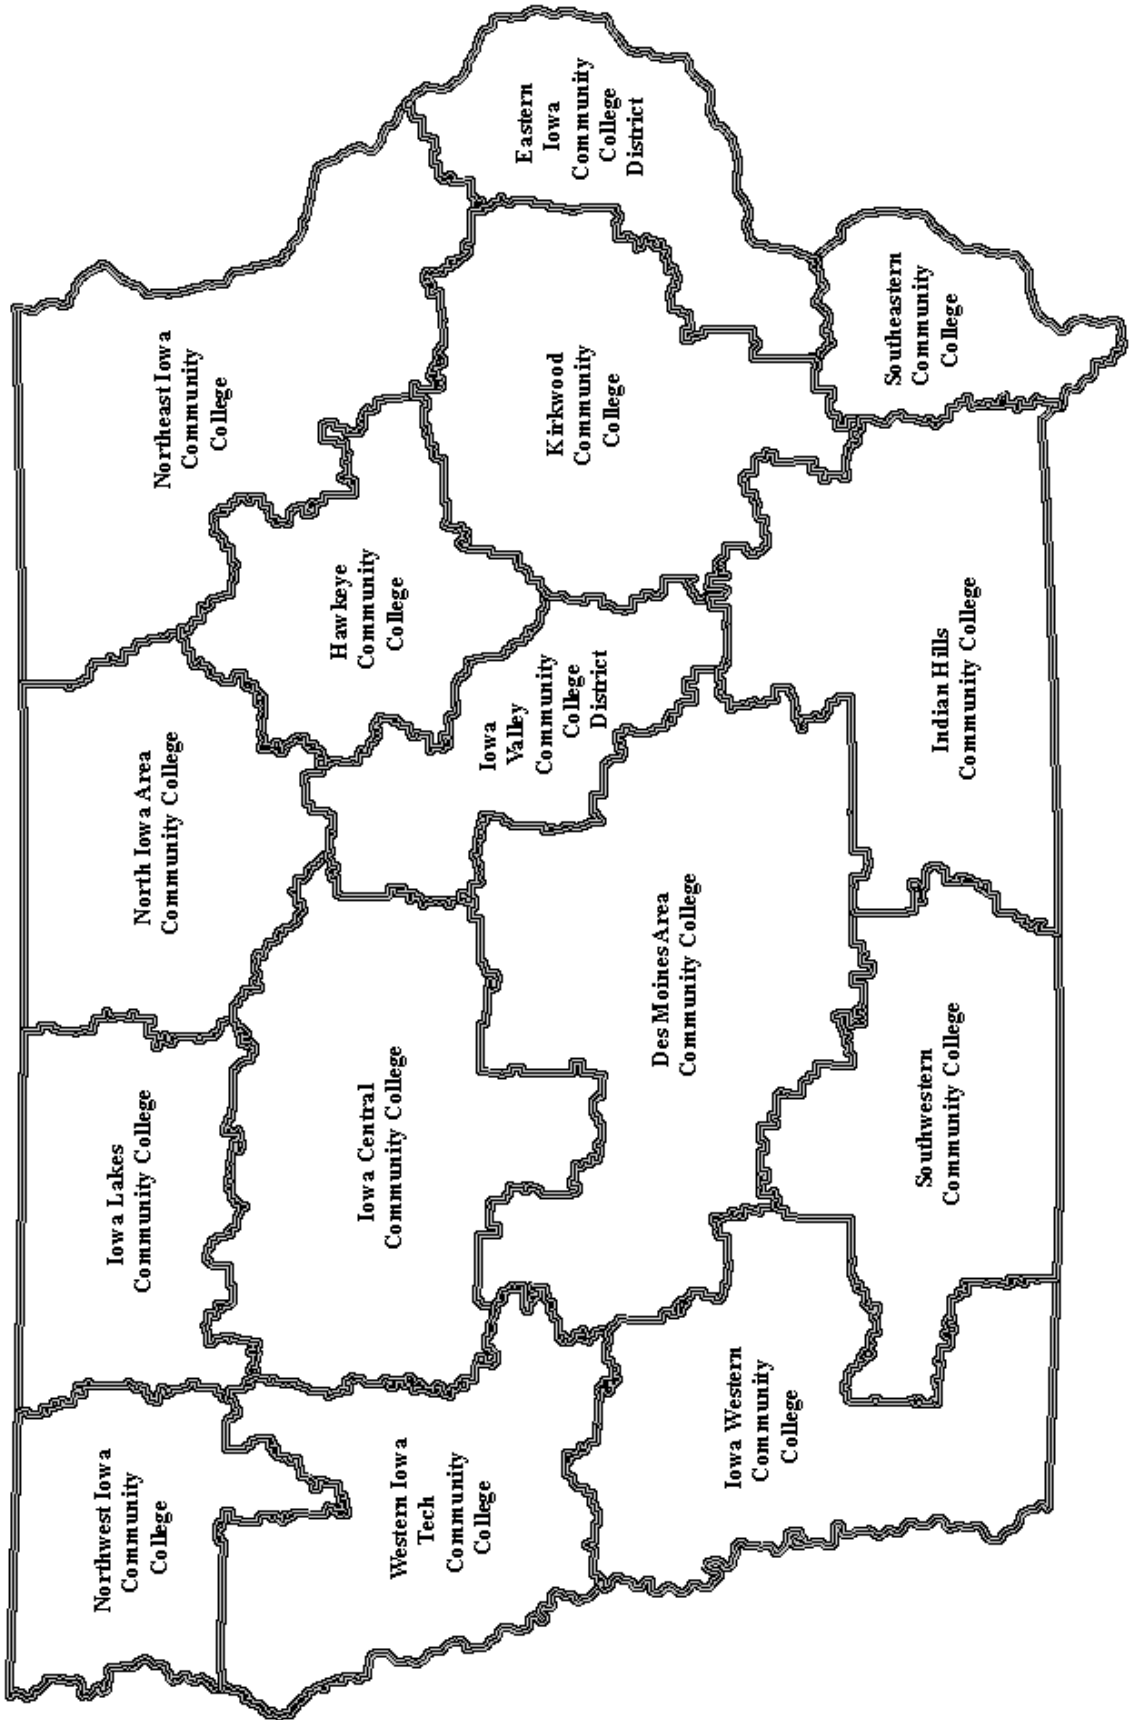 Northwest Iowa
Community
College
Iowa Lakes
Community College
North Iowa Area
Community College
Northeast Iowa
Community
College
Western Iowa
Tech
Community
College
Iowa Central
Community College
Hawkeye
Community
College
Iowa
Valley
Community
College
District
Kirkwood
Community
College
Eastern
Iowa
Community
College
District
Des Moines Area
Community College
Iowa Western
Community
College
Southwestern
Community College
Indian Hills
Community College
Southeastern
Community
College